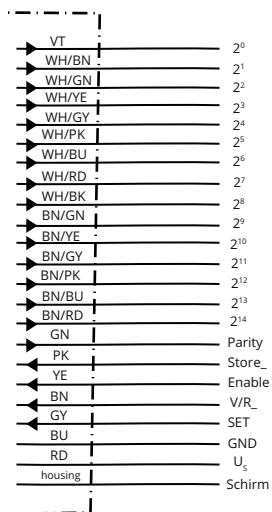 VT 2⁰
WH/BN 2¹
WH/GN 2²
WH/YE 2³
WH/GY 2⁴
WH/PK 2⁵
WH/BU 2⁶
WH/RD 2⁷
WH/BK 2⁸
BN/GN 2⁹
BN/YE 2¹⁰
BN/GY 2¹¹
BN/PK 2¹²
BN/BU 2¹³
BN/RD 2¹⁴
GN Parity
PK Store_
YE Enable
BN V/R_
GY SET
BU GND
RD Uₛ
housing Schirm